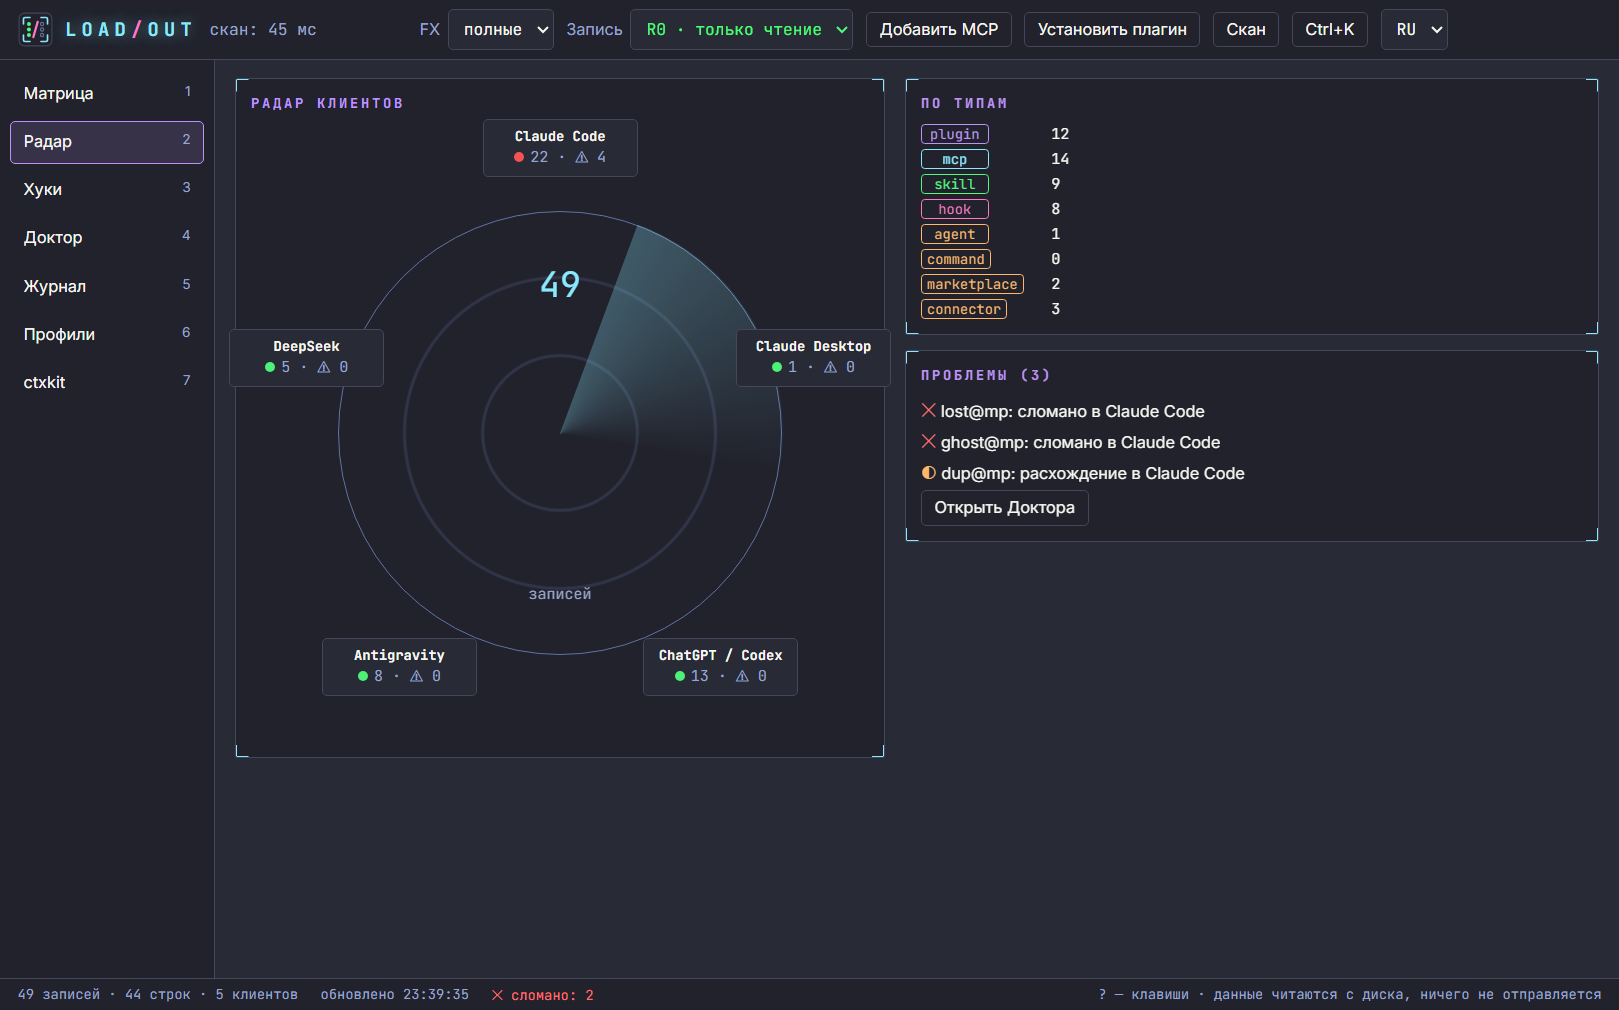 LOAD/OUT скан: 45 мс FX полные Запись R0 · только чтение Добавить MCP Установить плагин Скан Ctrl+K RU
Матрица 1
Радар 2
Хуки 3
Доктор 4
Журнал 5
Профили 6
ctxkit 7
РАДАР КЛИЕНТОВ
Claude Code
22 · ⚠ 4
49
DeepSeek
5 · ⚠ 0
Claude Desktop
1 · ⚠ 0
записей
Antigravity
8 · ⚠ 0
ChatGPT / Codex
13 · ⚠ 0
ПО ТИПАМ
plugin 12
mcp 14
skill 9
hook 8
agent 1
command 0
marketplace 2
connector 3
ПРОБЛЕМЫ (3)
lost@mp: сломано в Claude Code
ghost@mp: сломано в Claude Code
dup@mp: расхождение в Claude Code
Открыть Доктора
49 записей · 44 строк · 5 клиентов обновлено 23:39:35 сломано: 2 ? — клавиши · данные читаются с диска, ничего не отправляется